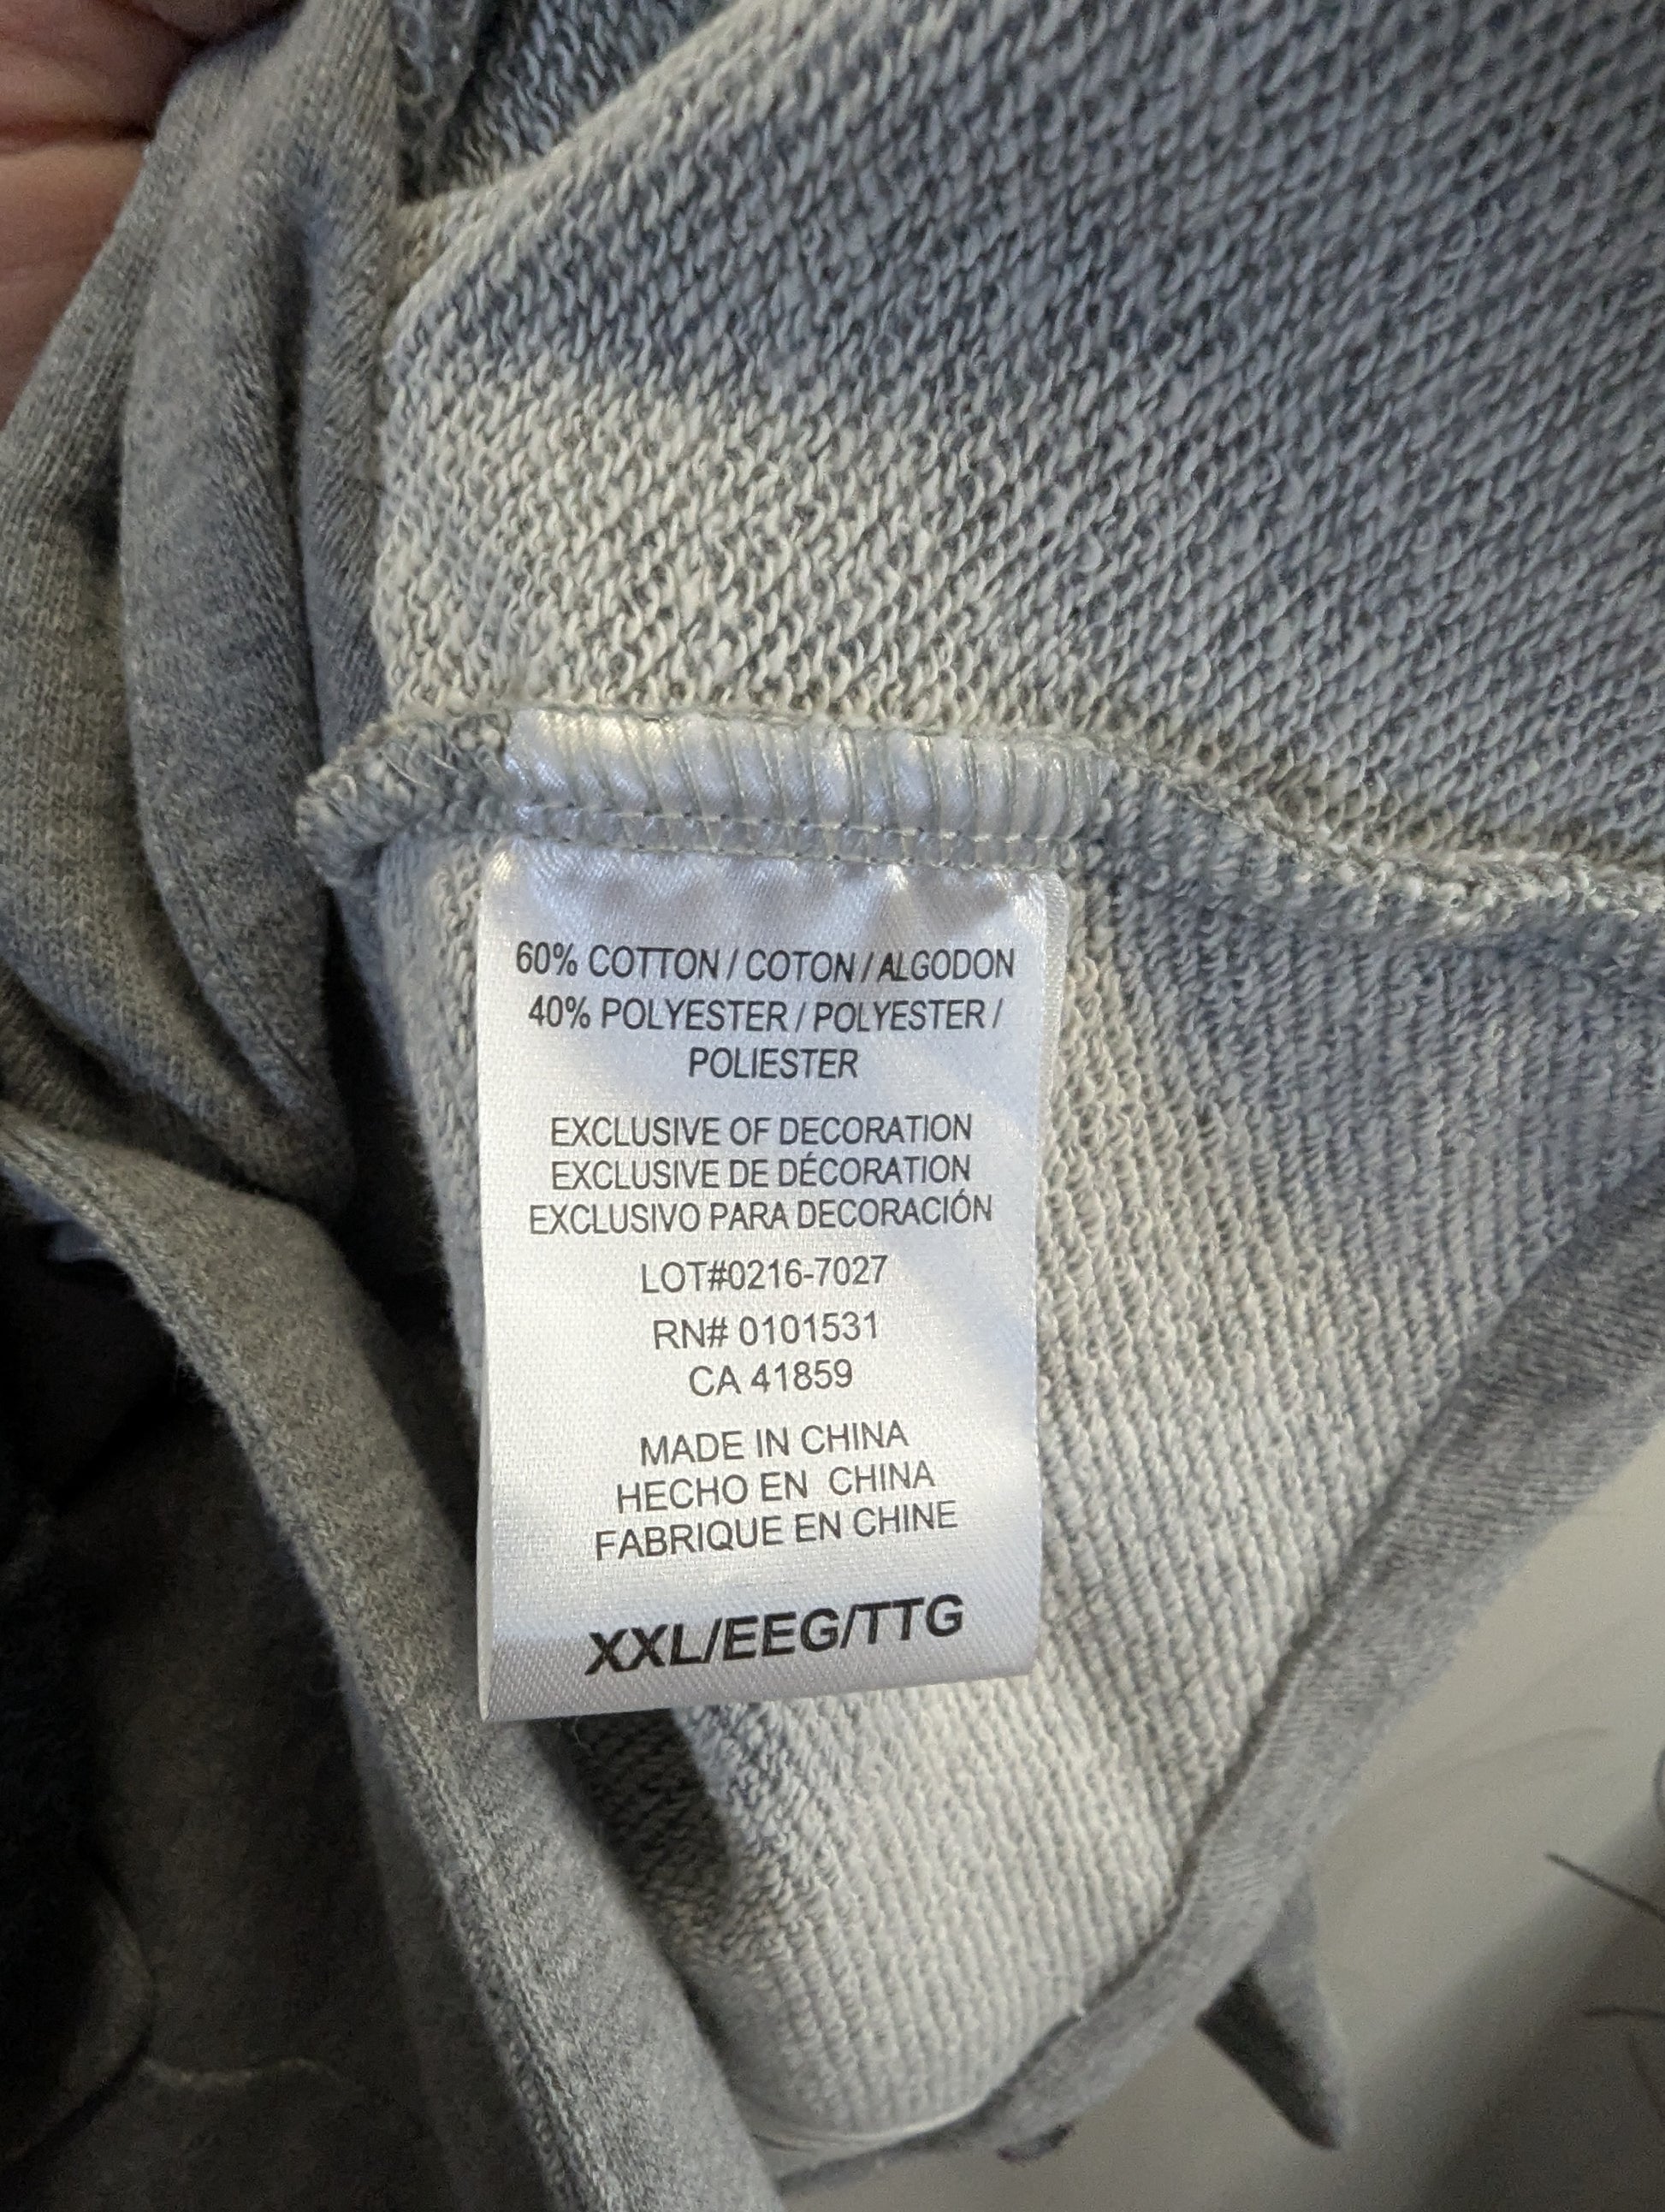 60% COTTON / COTON / ALGODON
40% POLYESTER / POLYESTER /
POLIESTER
EXCLUSIVE OF DECORATION
EXCLUSIVE DE DÉCORATION
EXCLUSIVO PARA DECORACIÓN
LOT#0216-7027
RN# 0101531
CA 41859
MADE IN CHINA
HECHO EN CHINA
FABRIQUE EN CHINE
XXL/EEG/TTG